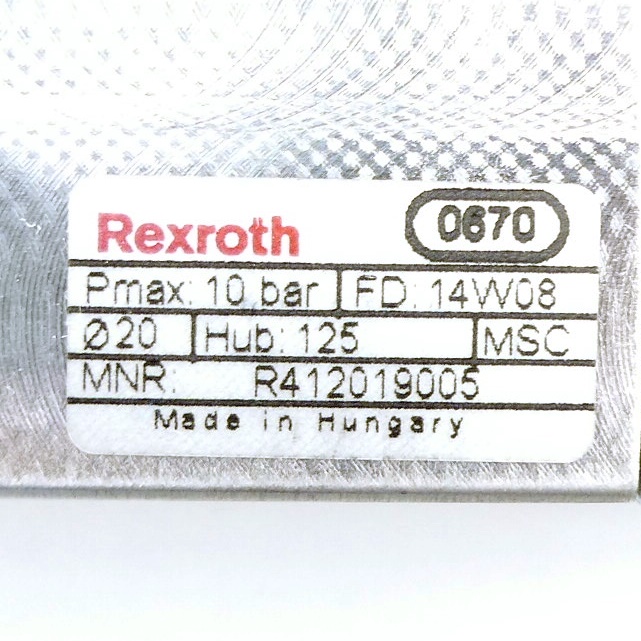 Rexroth 0670
Pmax: 10 bar FD: 14W08
Ø20 Hub: 125 MSC
MNR: R412019005
Made in Hungary